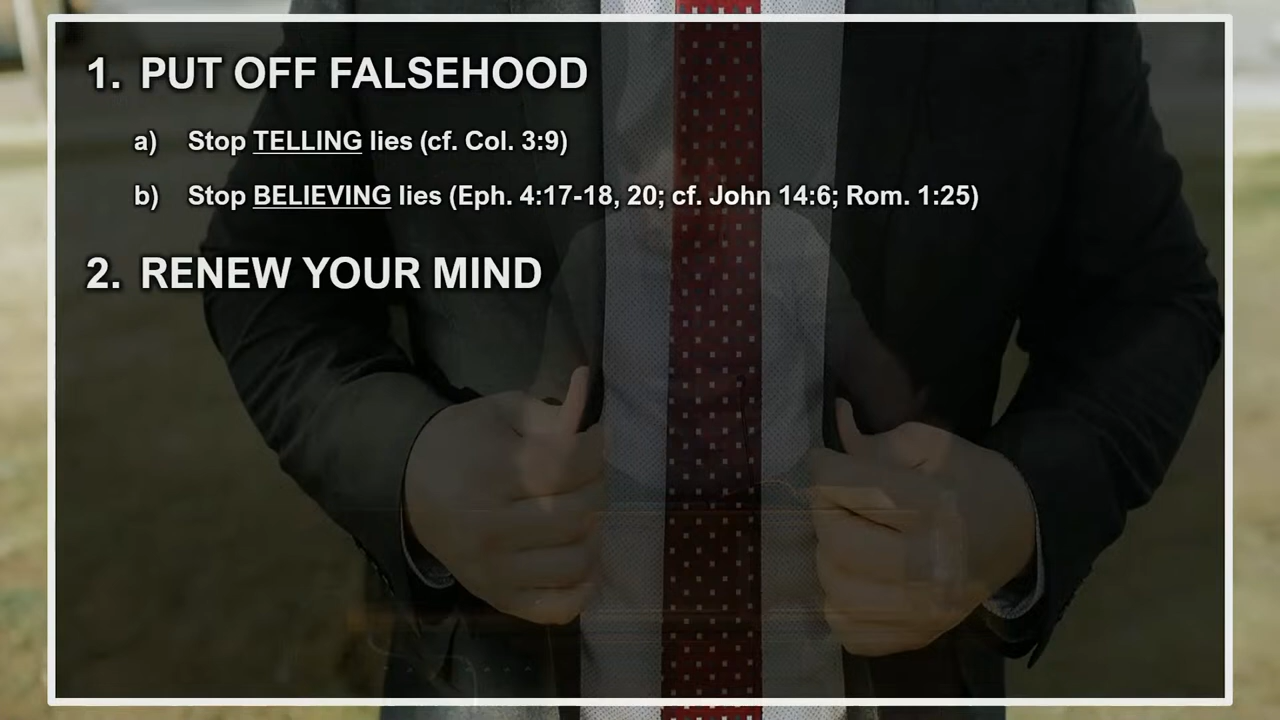 1. PUT OFF FALSEHOOD
a) Stop TELLING lies (cf. Col. 3:9)
b) Stop BELIEVING lies (Eph. 4:17-18, 20; cf. John 14:6; Rom. 1:25)
2. RENEW YOUR MIND